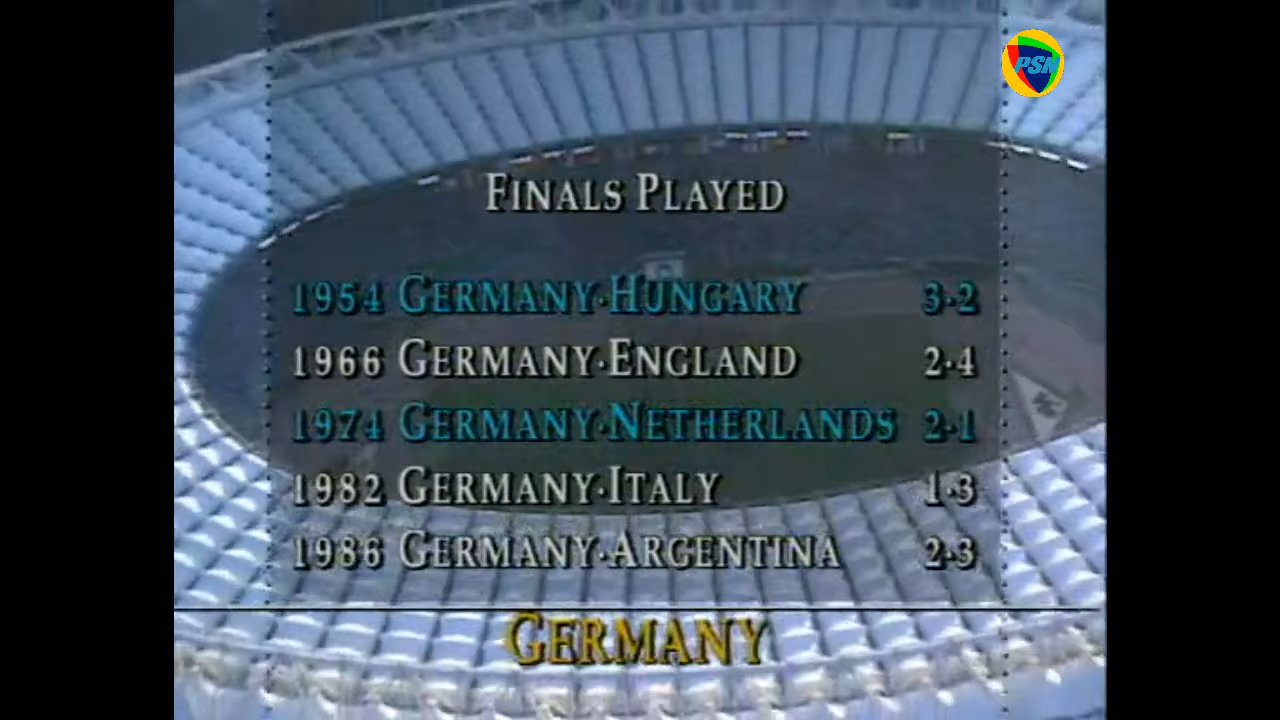 PSN
FINALS PLAYED
1954 GERMANY·HUNGARY 3·2
1966 GERMANY·ENGLAND 2·4
1974 GERMANY·NETHERLANDS 2·1
1982 GERMANY·ITALY 1·3
1986 GERMANY·ARGENTINA 2·3
GERMANY